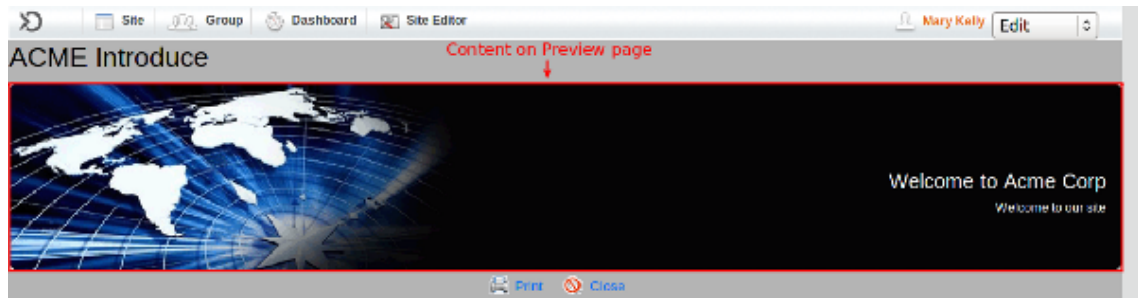 Site Group Dashboard Site Editor Mary Kelly Edit
ACME Introduce
Content on Preview page
Welcome to Acme Corp
Welcome to our site
Print Close